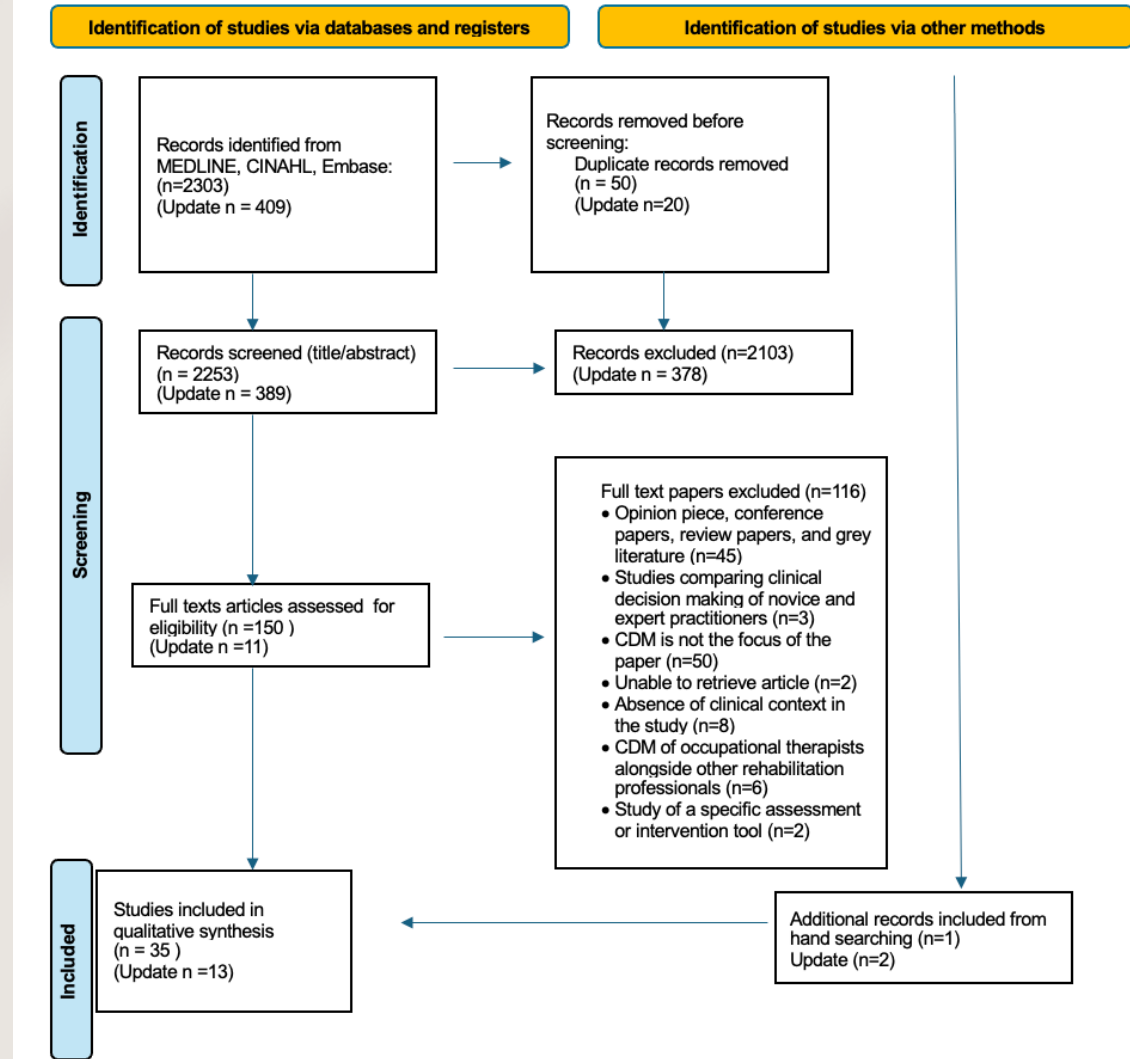 Identification of studies via databases and registers
Identification of studies via other methods
Identification
Records identified from
MEDLINE, CINAHL, Embase:
(n=2303)
(Update n = 409)
Records removed before
screening:
Duplicate records removed
(n = 50)
(Update n=20)
Screening
Records screened (title/abstract)
(n = 2253)
(Update n = 389)
Records excluded (n=2103)
(Update n = 378)
Full texts articles assessed for
eligibility (n =150 )
(Update n =11)
Full text papers excluded (n=116)
• Opinion piece, conference
papers, review papers, and grey
literature (n=45)
• Studies comparing clinical
decision making of novice and
expert practitioners (n=3)
• CDM is not the focus of the
paper (n=50)
• Unable to retrieve article (n=2)
• Absence of clinical context in
the study (n=8)
• CDM of occupational therapists
alongside other rehabilitation
professionals (n=6)
• Study of a specific assessment
or intervention tool (n=2)
Included
Studies included in
qualitative synthesis
(n = 35 )
(Update n =13)
Additional records included from
hand searching (n=1)
Update (n=2)